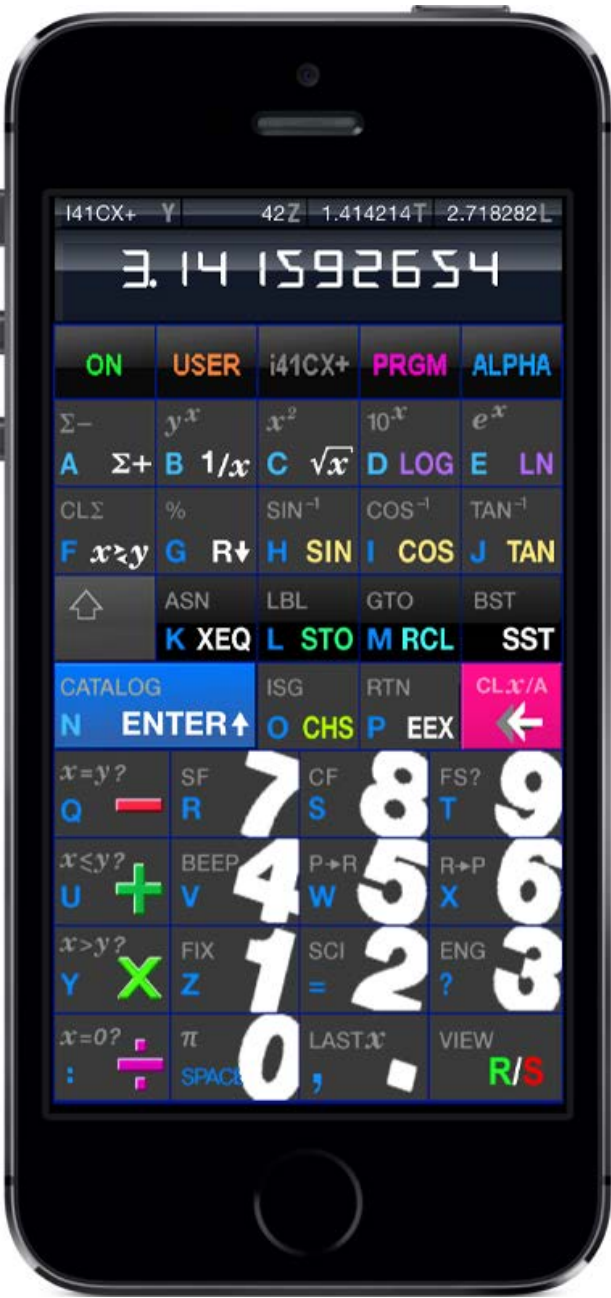 I41CX+ Y 42 Z 1.414214 T 2.718282 L
3.141592654
ON USER i41CX+ PRGM ALPHA
Σ− yˣ x² 10ˣ eˣ
A Σ+ B 1/x C √x D LOG E LN
CLΣ % SIN⁻¹ COS⁻¹ TAN⁻¹
F x≷y G R↓ H SIN I COS J TAN
ASN LBL GTO BST
K XEQ L STO M RCL SST
CATALOG ISG RTN CLx/A
N ENTER↑ O CHS P EEX
x=y? SF CF FS?
Q − R 7 S 8 T 9
x≤y? BEEP P→R R→P
U + V 4 W 5 X 6
x>y? FIX SCI ENG
Y × Z 1 = 2 ? 3
x=0? π LASTx VIEW
: ÷ SPACE 0 , . R/S